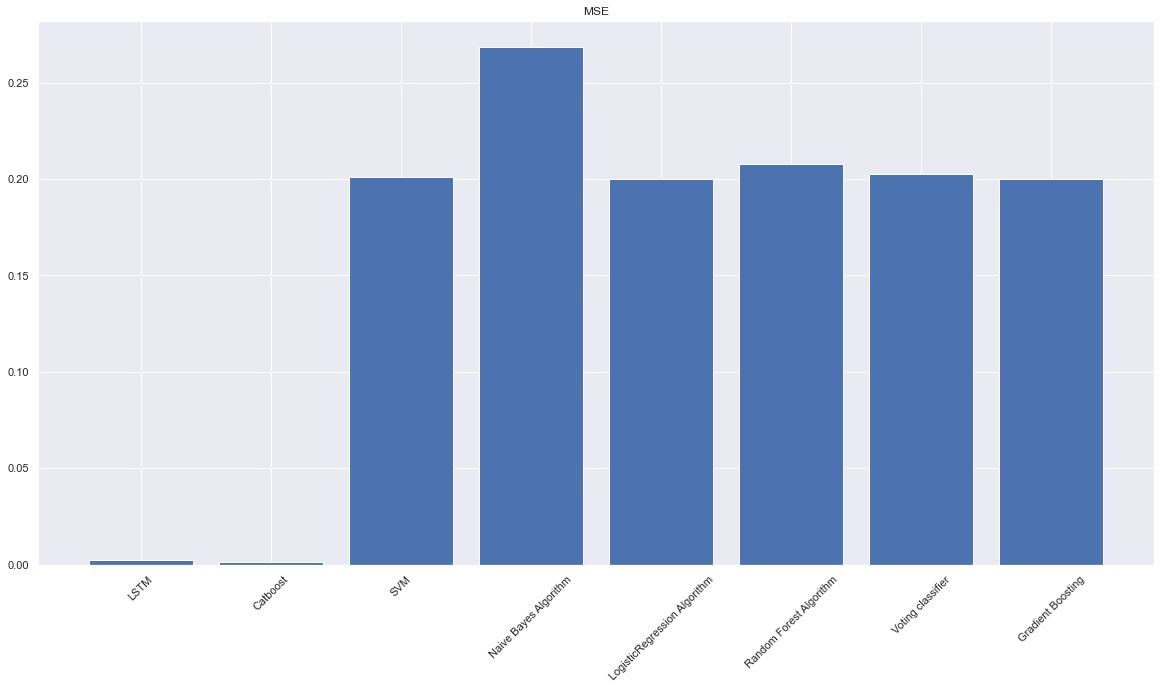 MSE
0.25
0.20
0.15
0.10
0.05
0.00
LSTM
Catboost
SVM
Naive Bayes Algorithm
LogisticRegression Algorithm
Random Forest Algorithm
Voting classifier
Gradient Boosting